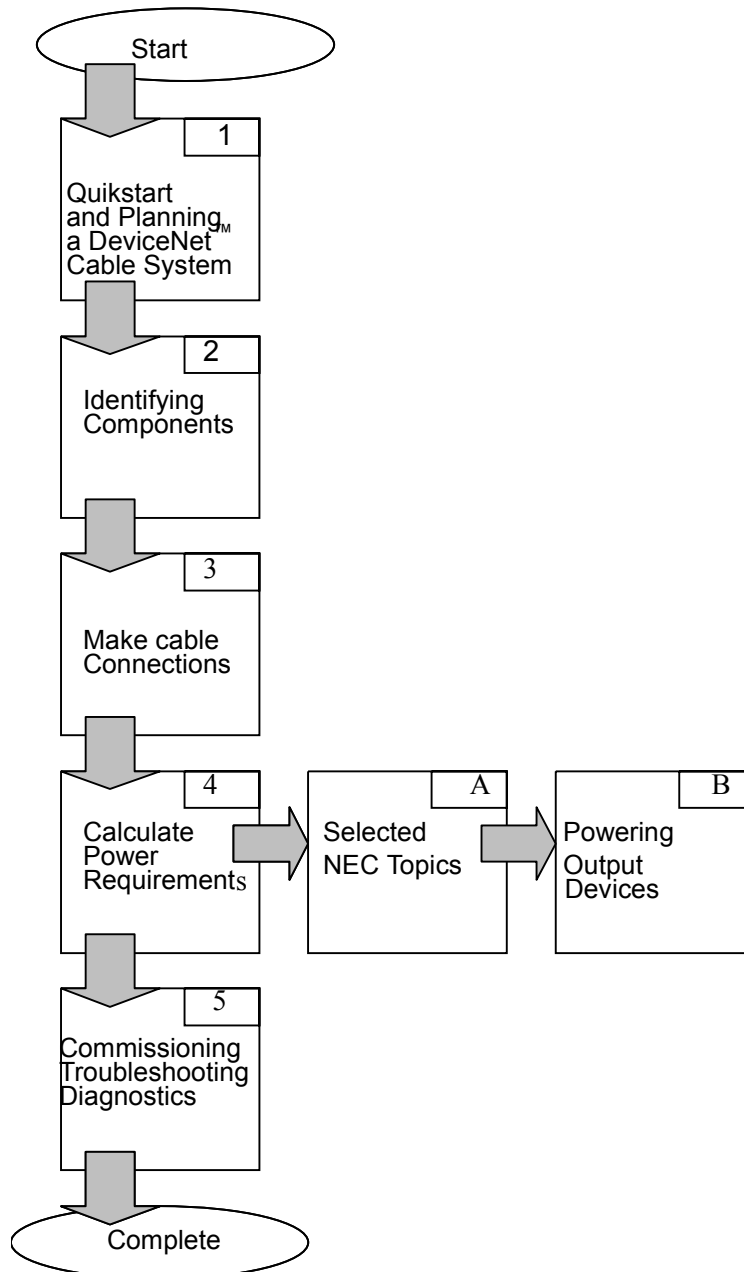 Start
1
Quikstart
and Planning
a DeviceNet™
Cable System
2
Identifying
Components
3
Make cable
Connections
4
Calculate
Power
Requirements
A
Selected
NEC Topics
B
Powering
Output
Devices
5
Commissioning
Troubleshooting
Diagnostics
Complete